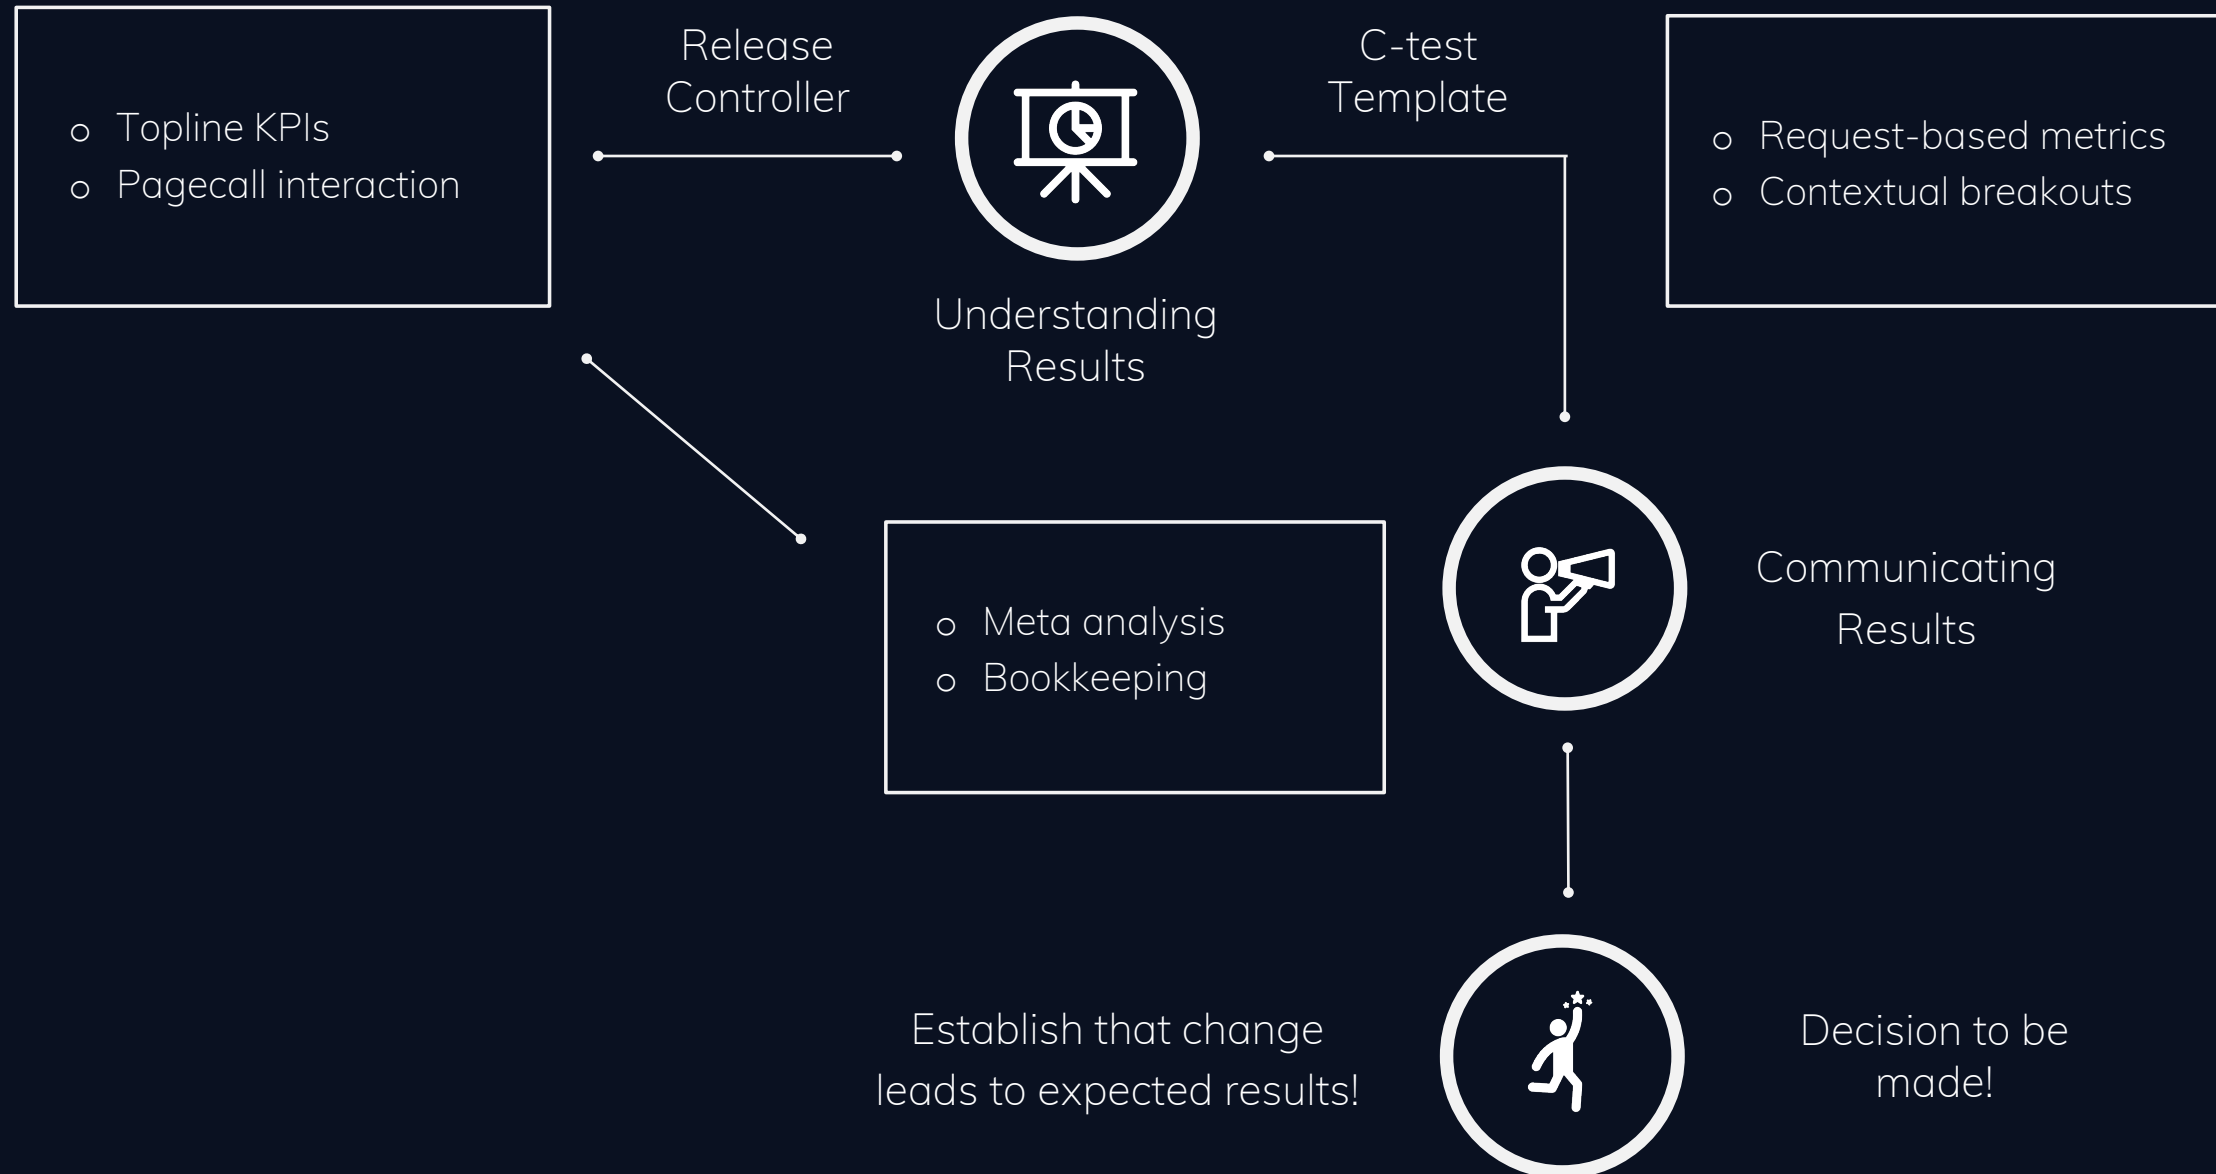 Topline KPIs
Pagecall interaction
Release
Controller
Understanding
Results
C-test
Template
Request-based metrics
Contextual breakouts
Meta analysis
Bookkeeping
Communicating
Results
Establish that change
leads to expected results!
Decision to be
made!